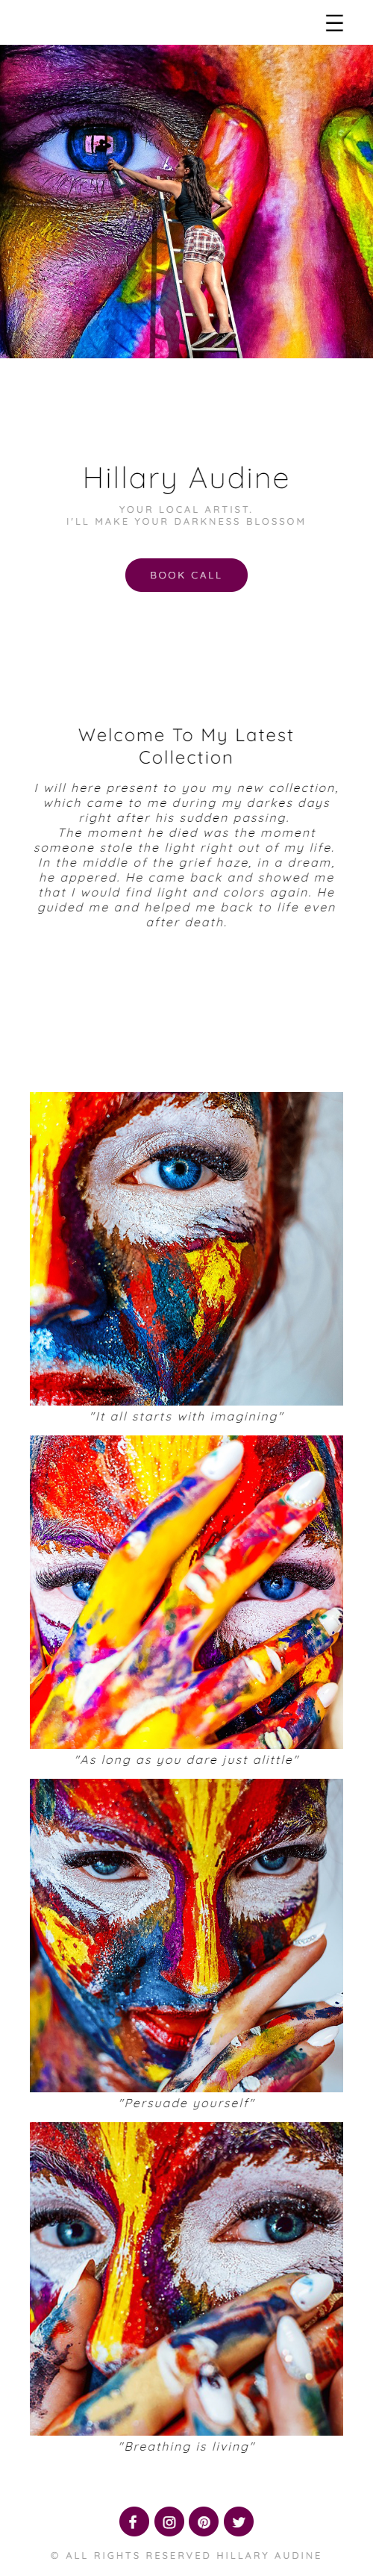 Hillary Audine
YOUR LOCAL ARTIST.
I'LL MAKE YOUR DARKNESS BLOSSOM
BOOK CALL
Welcome To My Latest
Collection
I will here present to you my new collection,
which came to me during my darkes days
right after his sudden passing.
The moment he died was the moment
someone stole the light right out of my life.
In the middle of the grief haze, in a dream,
he appered. He came back and showed me
that I would find light and colors again. He
guided me and helped me back to life even
after death.
"It all starts with imagining"
"As long as you dare just alittle"
"Persuade yourself"
"Breathing is living"
© ALL RIGHTS RESERVED HILLARY AUDINE